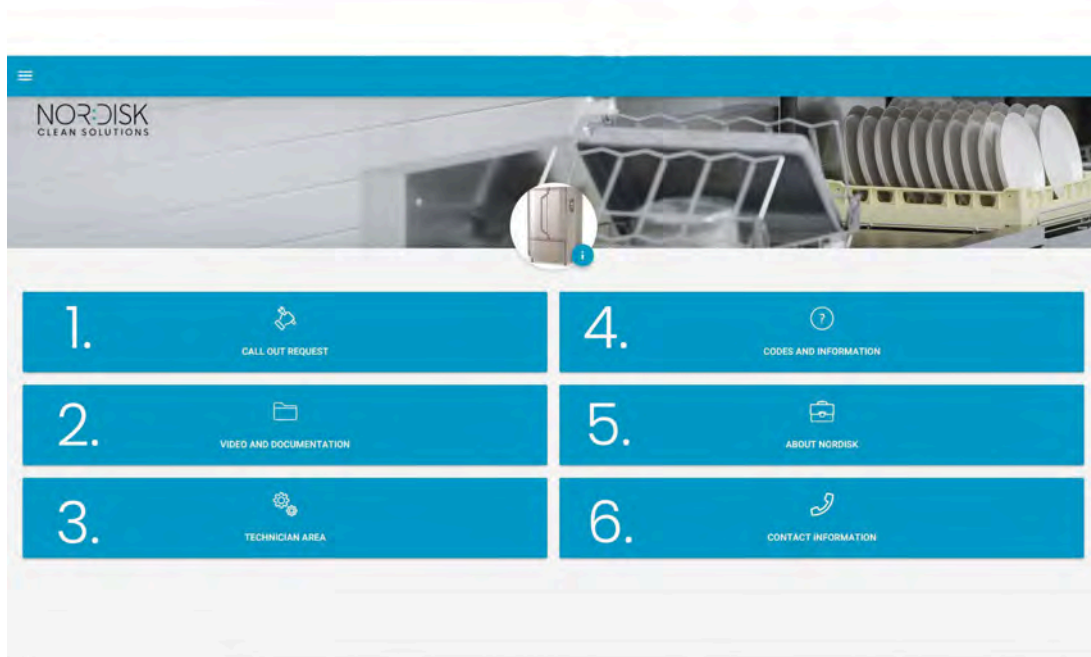 NORDISK
CLEAN SOLUTIONS
1.
CALL OUT REQUEST
2.
VIDEO AND DOCUMENTATION
3.
TECHNICIAN AREA
4.
?
CODES AND INFORMATION
5.
ABOUT NORDISK
6.
CONTACT INFORMATION